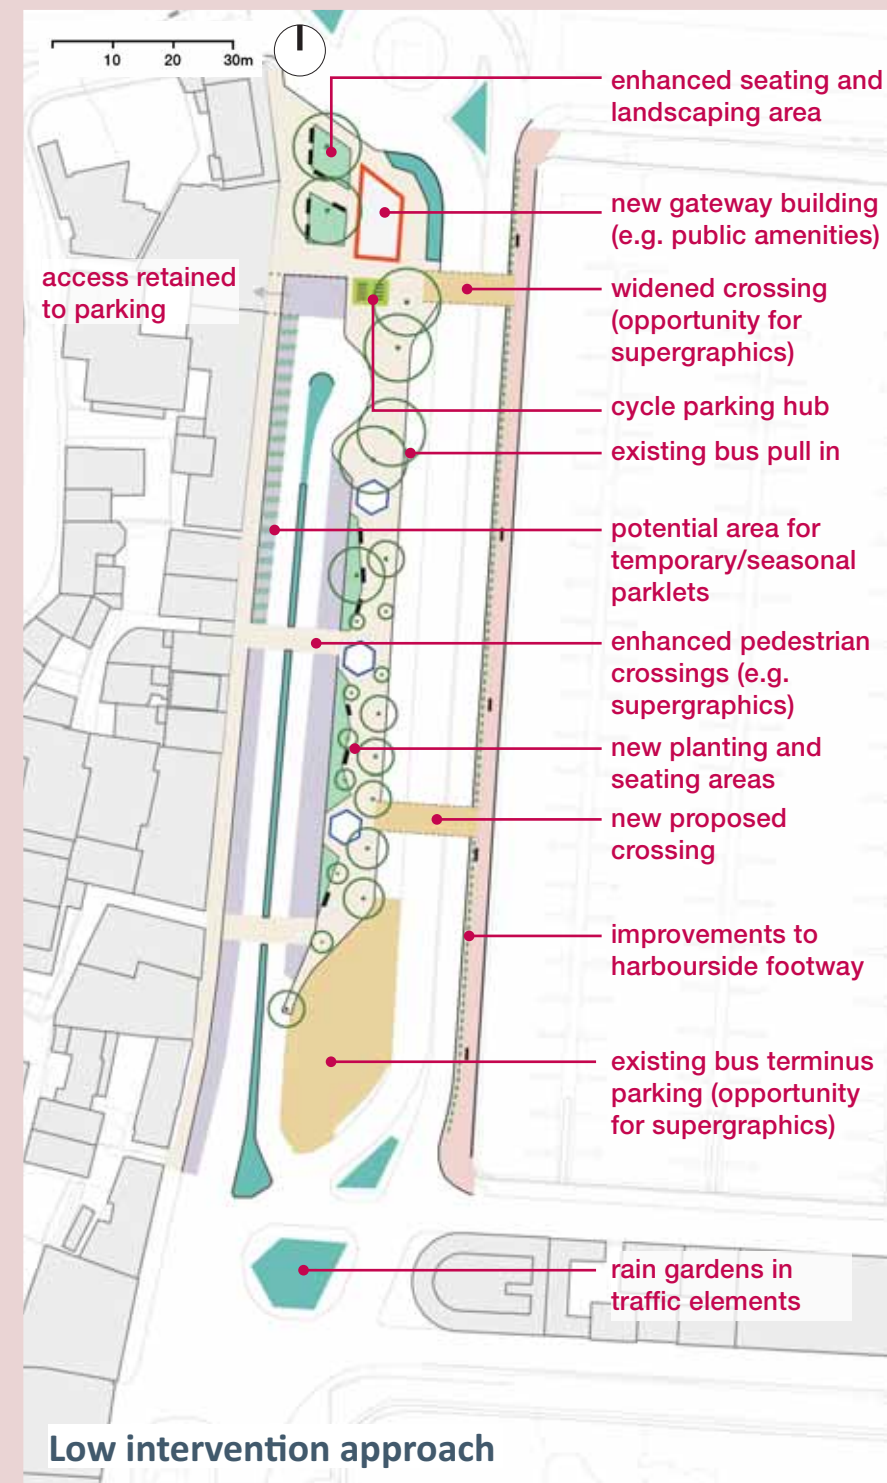 10 20 30m
enhanced seating and
landscaping area
new gateway building
(e.g. public amenities)
access retained
to parking
widened crossing
(opportunity for
supergraphics)
cycle parking hub
existing bus pull in
potential area for
temporary/seasonal
parklets
enhanced pedestrian
crossings (e.g.
supergraphics)
new planting and
seating areas
new proposed
crossing
improvements to
harbourside footway
existing bus terminus
parking (opportunity
for supergraphics)
rain gardens in
traffic elements
Low intervention approach